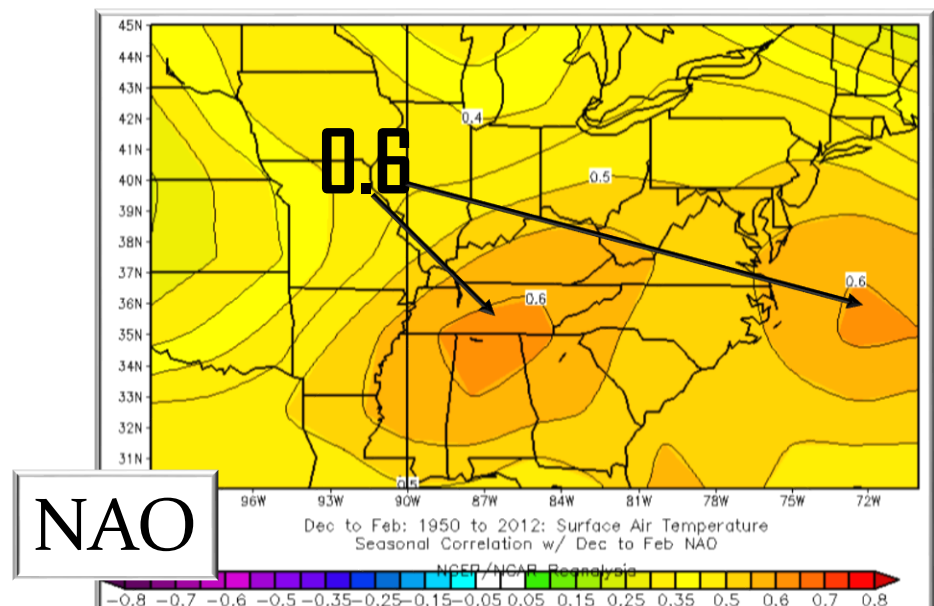 45N
44N
43N
42N
41N
40N
39N
38N
37N
36N
35N
34N
33N
32N
31N
0.4
0.6
0.5
0.6
0.6
0.5
96W 93W 90W 87W 84W 81W 78W 75W 72W
NAO
Dec to Feb: 1950 to 2012: Surface Air Temperature
Seasonal Correlation w/ Dec to Feb NAO
NCEP/NCAR Reanalysis
-0.8 -0.7 -0.6 -0.5 -0.35 -0.25 -0.15 -0.05 0.05 0.15 0.25 0.35 0.5 0.6 0.7 0.8